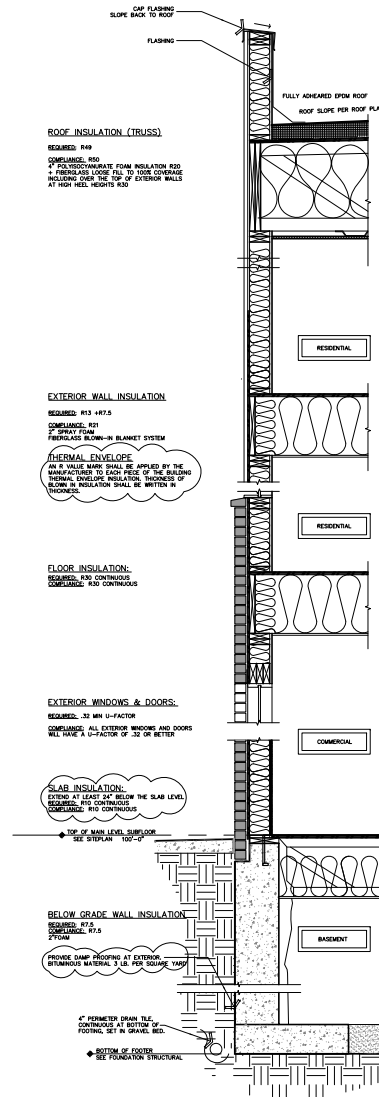 CAP FLASHING
SLOPE BACK TO ROOF
FLASHING
FULLY ADHEARED EPDM ROOF
ROOF SLOPE PER ROOF PLA
ROOF INSULATION (TRUSS)
REQUIRED: R49
COMPLIANCE: R50
4" POLYISOCYANURATE FOAM INSULATION R20
+ FIBERGLASS LOOSE FILL TO 100% COVERAGE
INCLUDING OVER THE TOP OF EXTERIOR WALLS
AT HIGH HEEL HEIGHTS R30
RESIDENTIAL
EXTERIOR WALL INSULATION
REQUIRED: R13 +R7.5
COMPLIANCE: R21
2" SPRAY FOAM
FIBERGLASS BLOWN-IN BLANKET SYSTEM
THERMAL ENVELOPE
AN R VALUE MARK SHALL BE APPLIED BY THE
MANUFACTURER TO EACH PIECE OF THE BUILDING
THERMAL ENVELOPE INSULATION. THICKNESS OF
BLOWN IN INSULATION SHALL BE WRITTEN IN
THICKNESS.
RESIDENTIAL
FLOOR INSULATION:
REQUIRED: R30 CONTINUOUS
COMPLIANCE: R30 CONTINUOUS
EXTERIOR WINDOWS & DOORS:
REQUIRED: .32 MIN U-FACTOR
COMPLIANCE: ALL EXTERIOR WINDOWS AND DOORS
WILL HAVE A U-FACTOR OF .32 OR BETTER
COMMERCIAL
SLAB INSULATION:
EXTEND AT LEAST 24" BELOW THE SLAB LEVEL
REQUIRED: R10 CONTINUOUS
COMPLIANCE: R10 CONTINUOUS
TOP OF MAIN LEVEL SUBFLOOR
SEE SITEPLAN 100'-0"
BELOW GRADE WALL INSULATION
REQUIRED: R7.5
COMPLIANCE: R7.5
2"FOAM
BASEMENT
PROVIDE DAMP PROOFING AT EXTERIOR.
BITUMINOUS MATERIAL 3 LB. PER SQUARE YARD
4" PERIMETER DRAIN TILE,
CONTINUOUS AT BOTTOM OF
FOOTING, SET IN GRAVEL BED.
BOTTOM OF FOOTER
SEE FOUNDATION STRUCTURAL